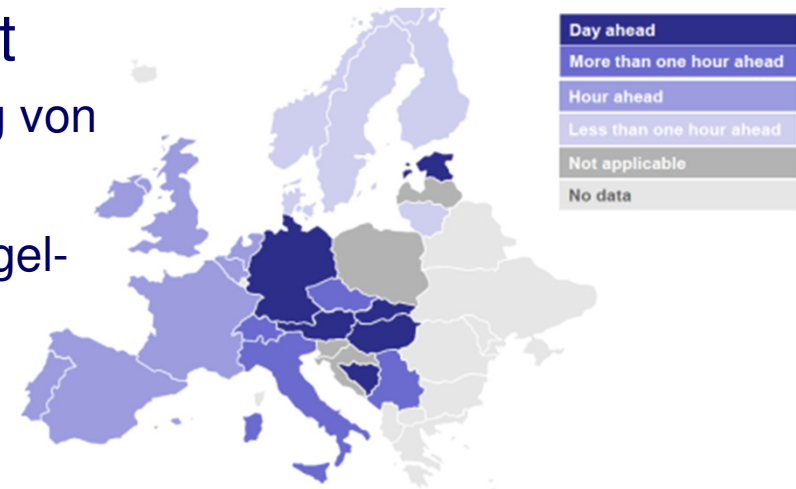 t
g von
gel-
Day ahead
More than one hour ahead
Hour ahead
Less than one hour ahead
Not applicable
No data